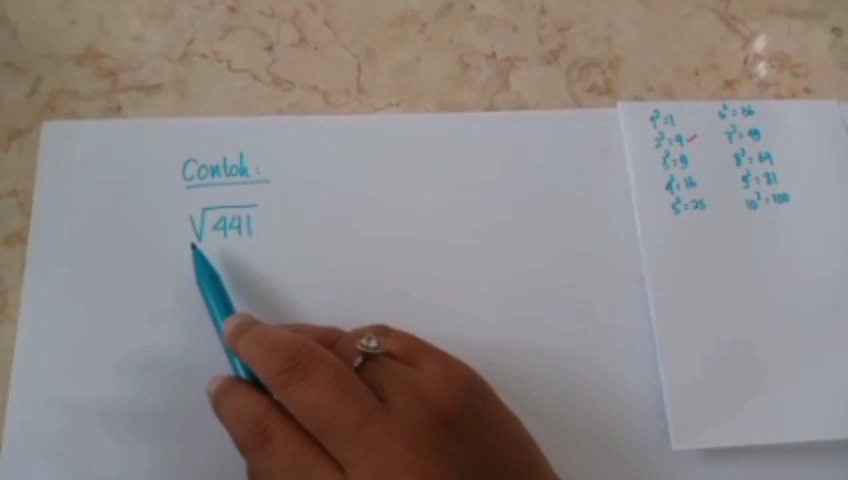 Contoh:
√441
1² = 1
2² = 4 ✓
3² = 9
4² = 16
5² = 25
6² = 36
7² = 49
8² = 64
9² = 81
10² = 100